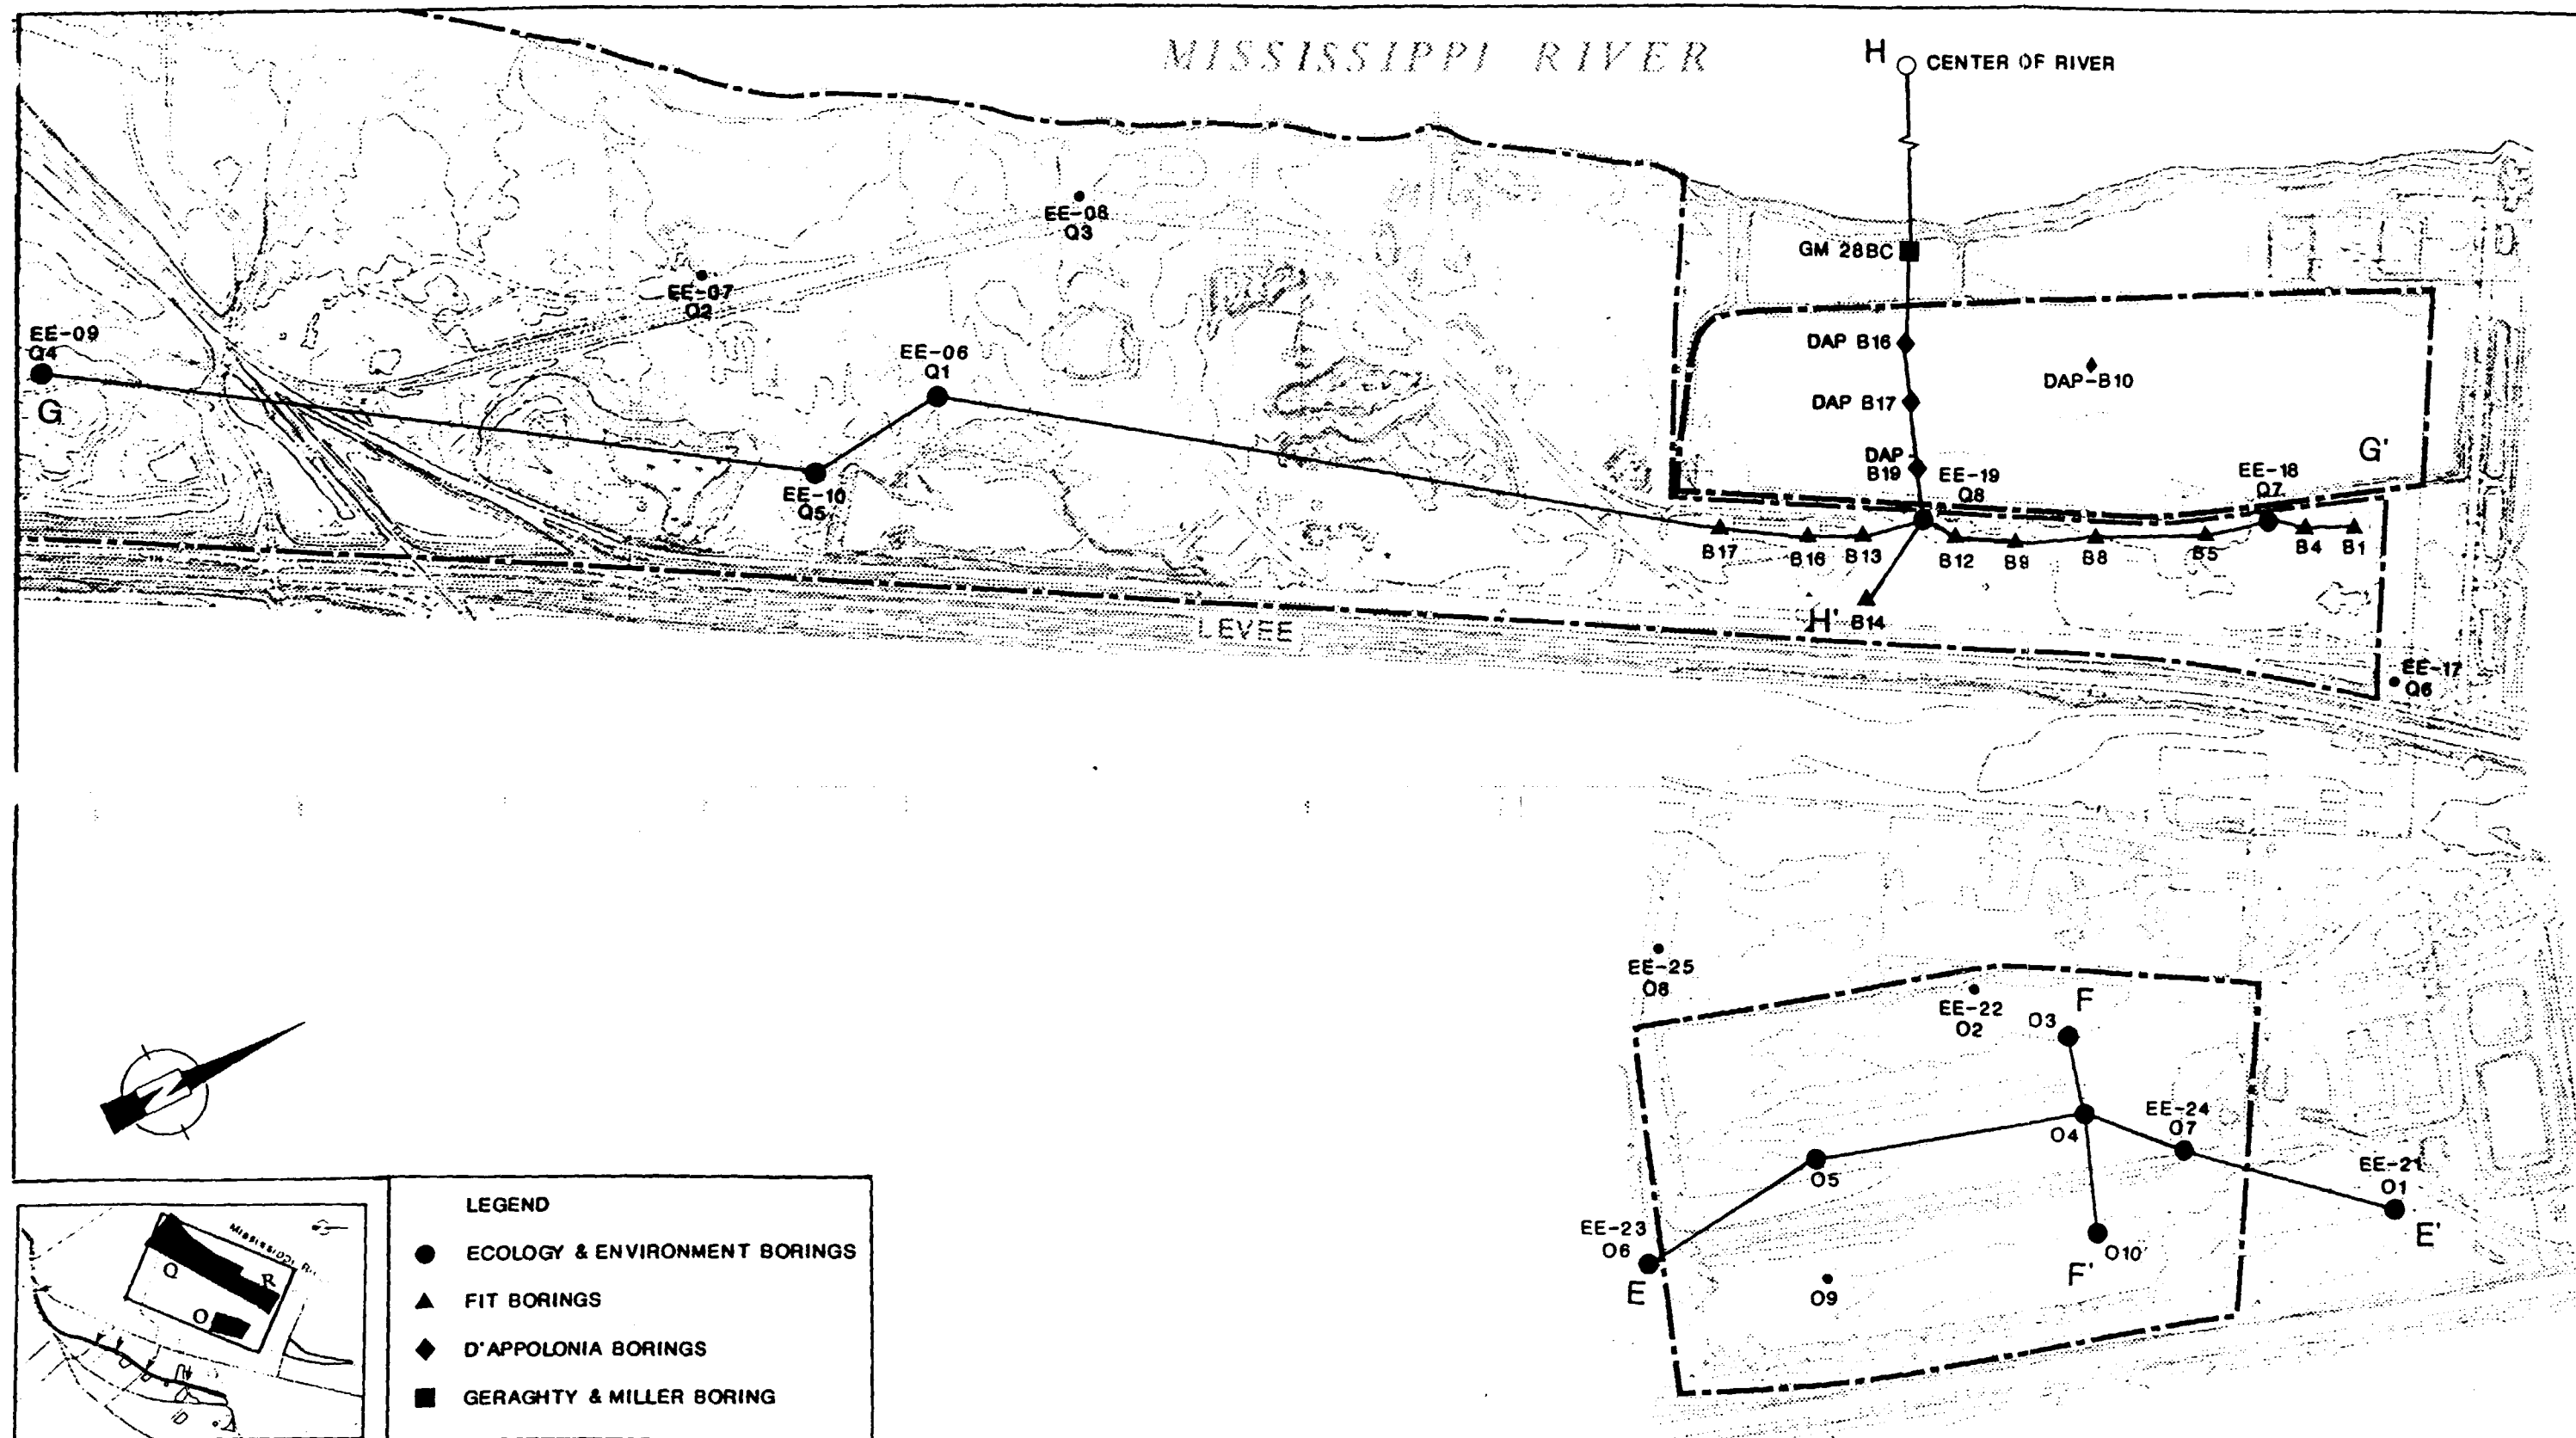 MISSISSIPPI RIVER
H
CENTER OF RIVER
EE-08
Q3
GM 28BC
EE-07
Q2
EE-09
Q4
G
EE-06
Q1
DAP B16
DAP-B10
DAP B17
G'
DAP-
B19
EE-19
Q8
EE-18
Q7
EE-10
Q5
B17
B16
B13
B12
B9
B8
B5
B4
B1
H'
B14
LEVEE
EE-17
Q6
EE-25
O8
EE-22
O2
F
O3
O4
EE-24
O7
O5
EE-21
O1
E'
EE-23
O6
E
O10
F'
O9
LEGEND
ECOLOGY & ENVIRONMENT BORINGS
FIT BORINGS
D'APPOLONIA BORINGS
GERAGHTY & MILLER BORING
MISSISSIPPI
Q
R
O